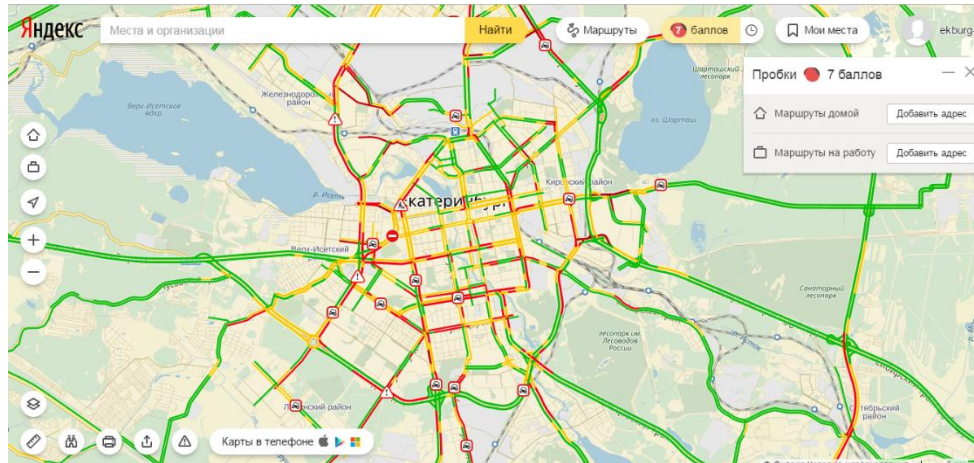 Яндекс
Места и организации
Найти
Маршруты
7 баллов
Мои места
ekburg-
Пробки 7 баллов
Маршруты домой
Добавить адрес
Маршруты на работу
Добавить адрес
Шарташский
лесопарк
Железнодорожный
район
Верх-Исетское
вдхр.
оз. Шарташ
Кировский район
р. Исеть
Екатеринбург
Верх-Исетский
Санаторный
лесопарк
лесопарк им.
Лесоводов
России
Ленинский район
Октябрьский
район
Карты в телефоне